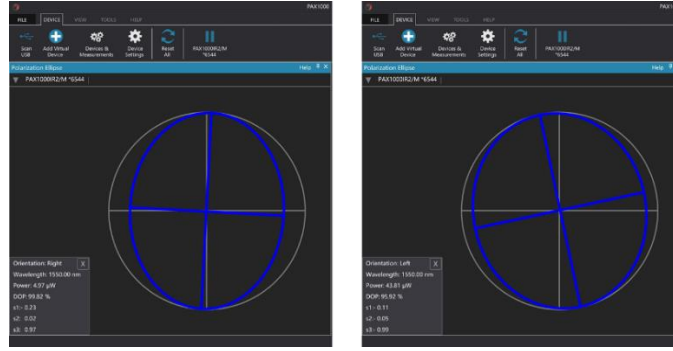 PAX1000
FILE DEVICE VIEW TOOLS HELP
Scan USB
Add Virtual Device
Devices & Measurements
Device Settings
Reset All
PAX1000IR2/M *6544
Polarization Ellipse Help X
PAX1000IR2/M *6544
Orientation: Right X
Wavelength: 1550.00 nm
Power: 4.97 µW
DOP: 99.82 %
s1:- 0.23
s2: 0.02
s3: 0.97
PAX1
FILE DEVICE VIEW TOOLS HELP
Scan USB
Add Virtual Device
Devices & Measurements
Device Settings
Reset All
PAX1000IR2/M *6544
Polarization Ellipse Help
PAX1000IR2/M *6544
Orientation: Left X
Wavelength: 1550.00 nm
Power: 43.81 µW
DOP: 95.92 %
s1:- 0.11
s2:- 0.05
s3:- 0.99